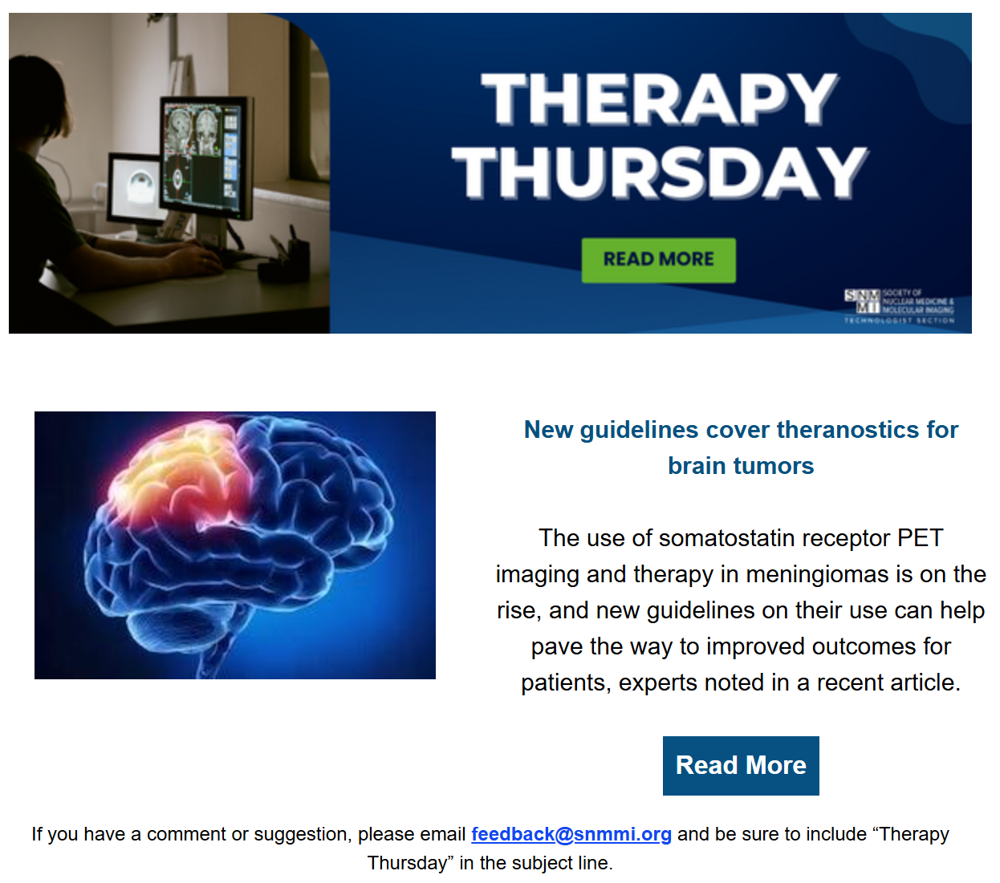 THERAPY
THURSDAY
READ MORE
SNM
MI
SOCIETY OF
NUCLEAR MEDICINE &
MOLECULAR IMAGING
TECHNOLOGIST SECTION
New guidelines cover theranostics for
brain tumors
The use of somatostatin receptor PET
imaging and therapy in meningiomas is on the
rise, and new guidelines on their use can help
pave the way to improved outcomes for
patients, experts noted in a recent article.
Read More
If you have a comment or suggestion, please email feedback@snmmi.org and be sure to include “Therapy
Thursday” in the subject line.